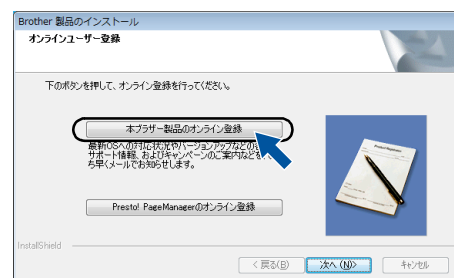 Brother 製品のインストール
オンラインユーザー登録
下のボタンを押して、オンライン登録を行ってください。
本ブラザー製品のオンライン登録
最新OSへの対応状況やバージョンアップなどの
サポート情報、およびキャンペーンのご案内などを
ち早くメールでお知らせします。
Product Registration
Presto! PageManagerのオンライン登録
InstallShield
< 戻る(B)
次へ (N)>
キャンセル